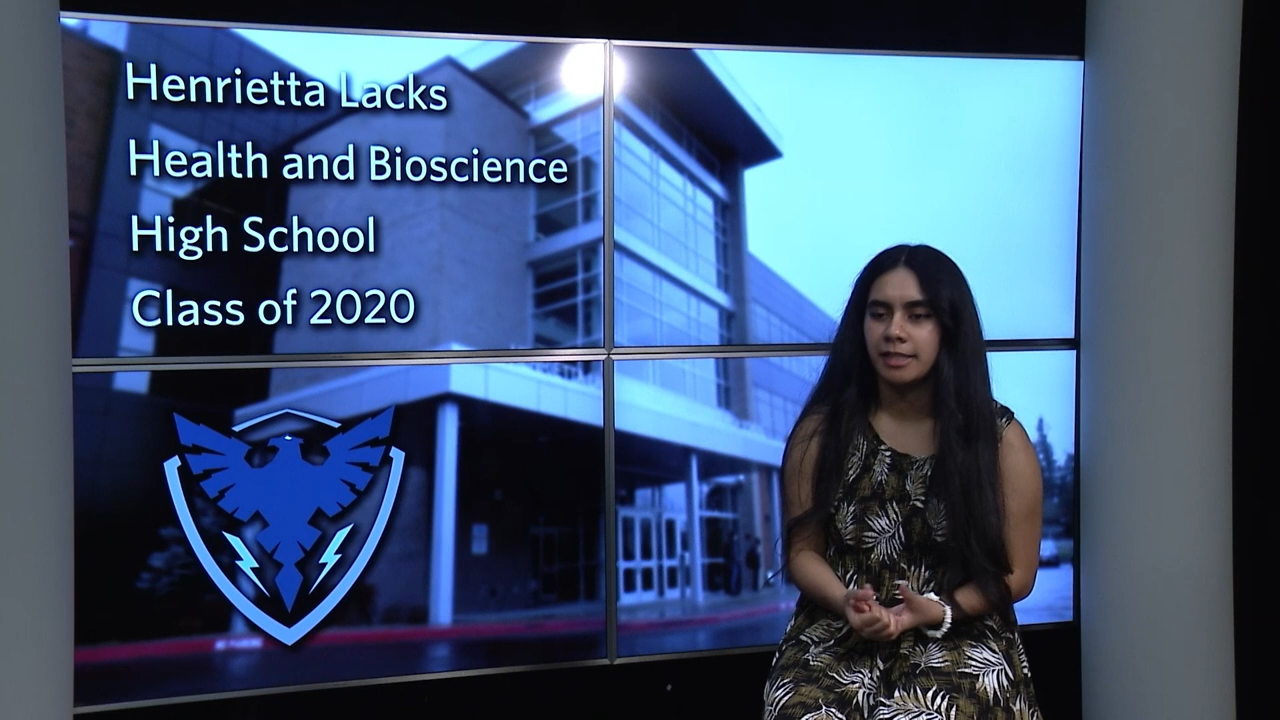 Henrietta Lacks
Health and Bioscience
High School
Class of 2020